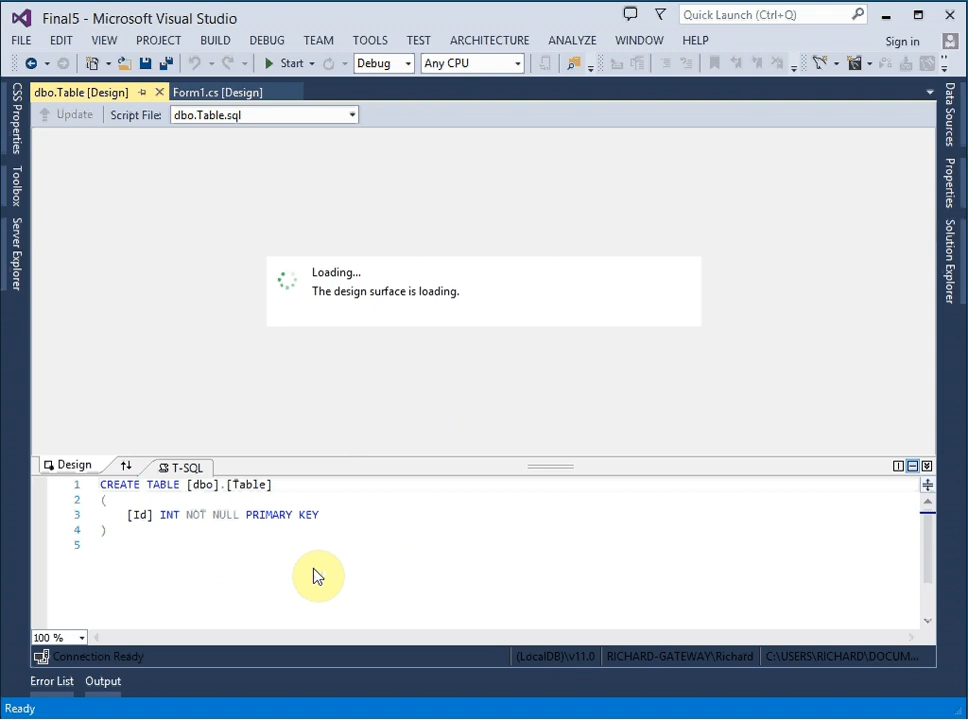 Final5 - Microsoft Visual Studio
Quick Launch (Ctrl+Q)
FILE EDIT VIEW PROJECT BUILD DEBUG TEAM TOOLS TEST ARCHITECTURE ANALYZE WINDOW HELP Sign in
Start Debug Any CPU
dbo.Table [Design] Form1.cs [Design]
Update Script File: dbo.Table.sql
CSS Properties
Toolbox
Server Explorer
Data Sources
Properties
Solution Explorer
Loading...
The design surface is loading.
Design T-SQL
1 CREATE TABLE [dbo].[Table]
2 (
3 [Id] INT NOT NULL PRIMARY KEY
4 )
5
100 %
Connection Ready (LocalDB)\v11.0 RICHARD-GATEWAY\Richard C:\USERS\RICHARD\DOCUM...
Error List Output
Ready